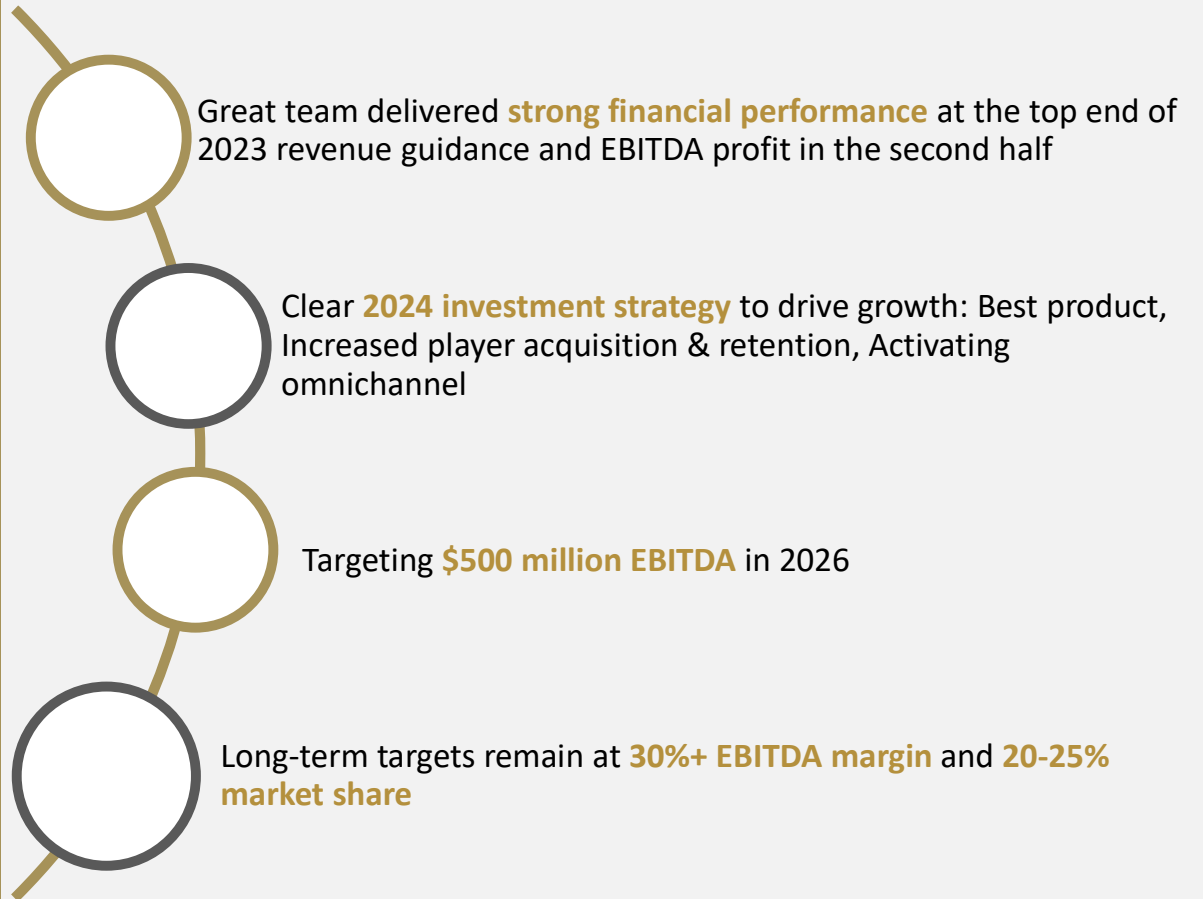 Great team delivered strong financial performance at the top end of
2023 revenue guidance and EBITDA profit in the second half
Clear 2024 investment strategy to drive growth: Best product,
Increased player acquisition & retention, Activating
omnichannel
Targeting $500 million EBITDA in 2026
Long-term targets remain at 30%+ EBITDA margin and 20-25%
market share